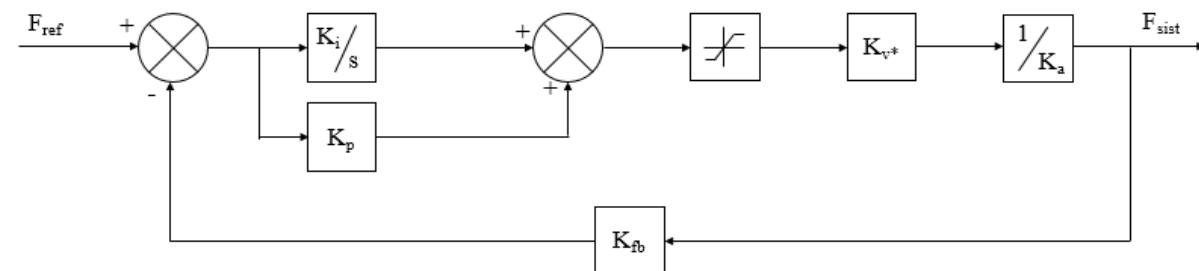 F_ref
+
K_i/s
+
K_v*
1/K_a
F_sist
-
+
K_p
K_fb